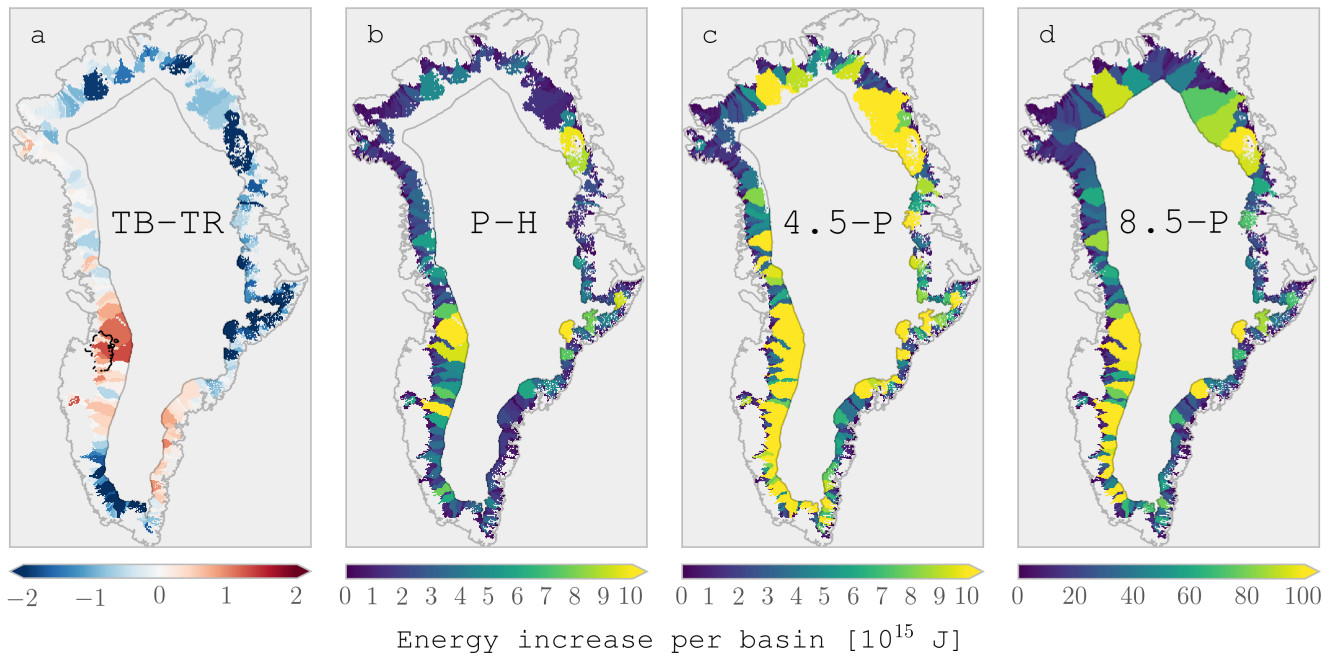 a b c d
TB-TR P-H 4.5-P 8.5-P
−2 −1 0 1 2 0 1 2 3 4 5 6 7 8 9 10 0 1 2 3 4 5 6 7 8 9 10 0 20 40 60 80 100
Energy increase per basin [10¹⁵ J]